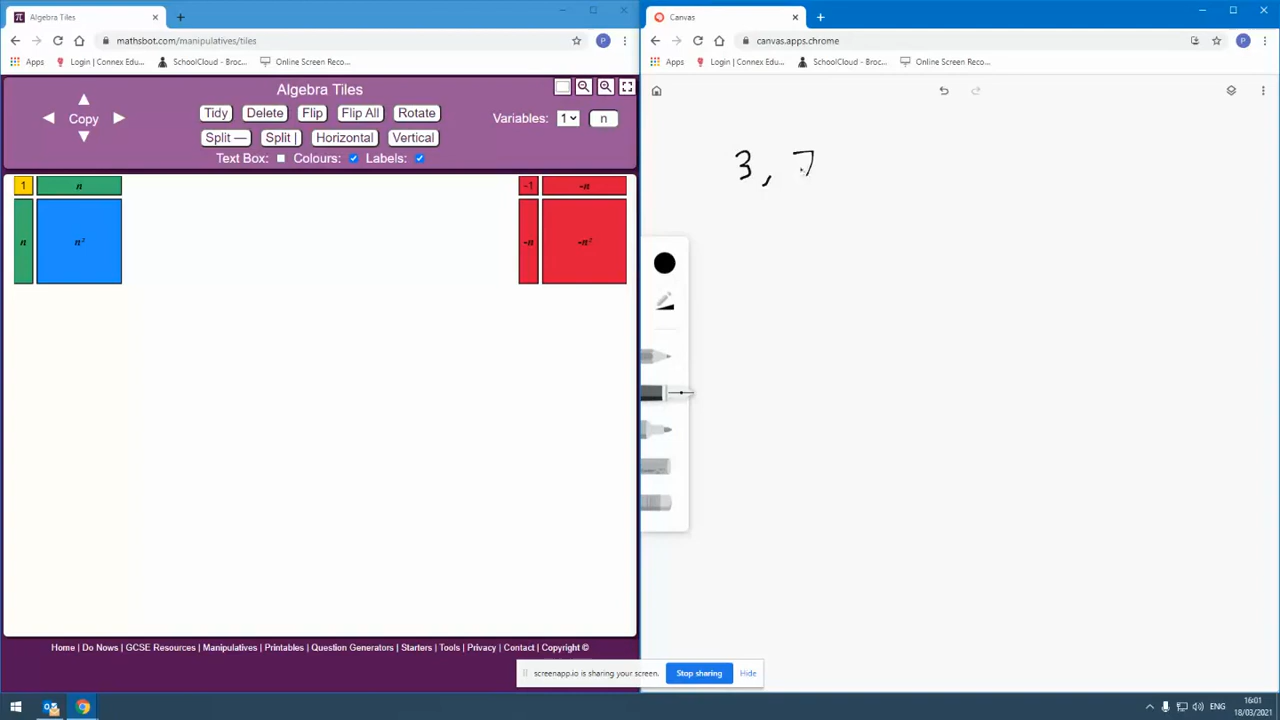 Algebra Tiles
Canvas
mathsbot.com/manipulatives/tiles
P
canvas.apps.chrome
P
Apps
Login | Connex Edu...
SchoolCloud - Broc...
Online Screen Reco...
Apps
Login | Connex Edu...
SchoolCloud - Broc...
Online Screen Reco...
Algebra Tiles
Copy
Tidy
Delete
Flip
Flip All
Rotate
Variables:
1
n
Split —
Split |
Horizontal
Vertical
Text Box:
Colours:
Labels:
1
n
-1
-n
n
n²
-n
-n²
3, 7
Home | Do Nows | GCSE Resources | Manipulatives | Printables | Question Generators | Starters | Tools | Privacy | Contact | Copyright ©
screenapp.io is sharing your screen.
Stop sharing
Hide
ENG
16:01
18/03/2021